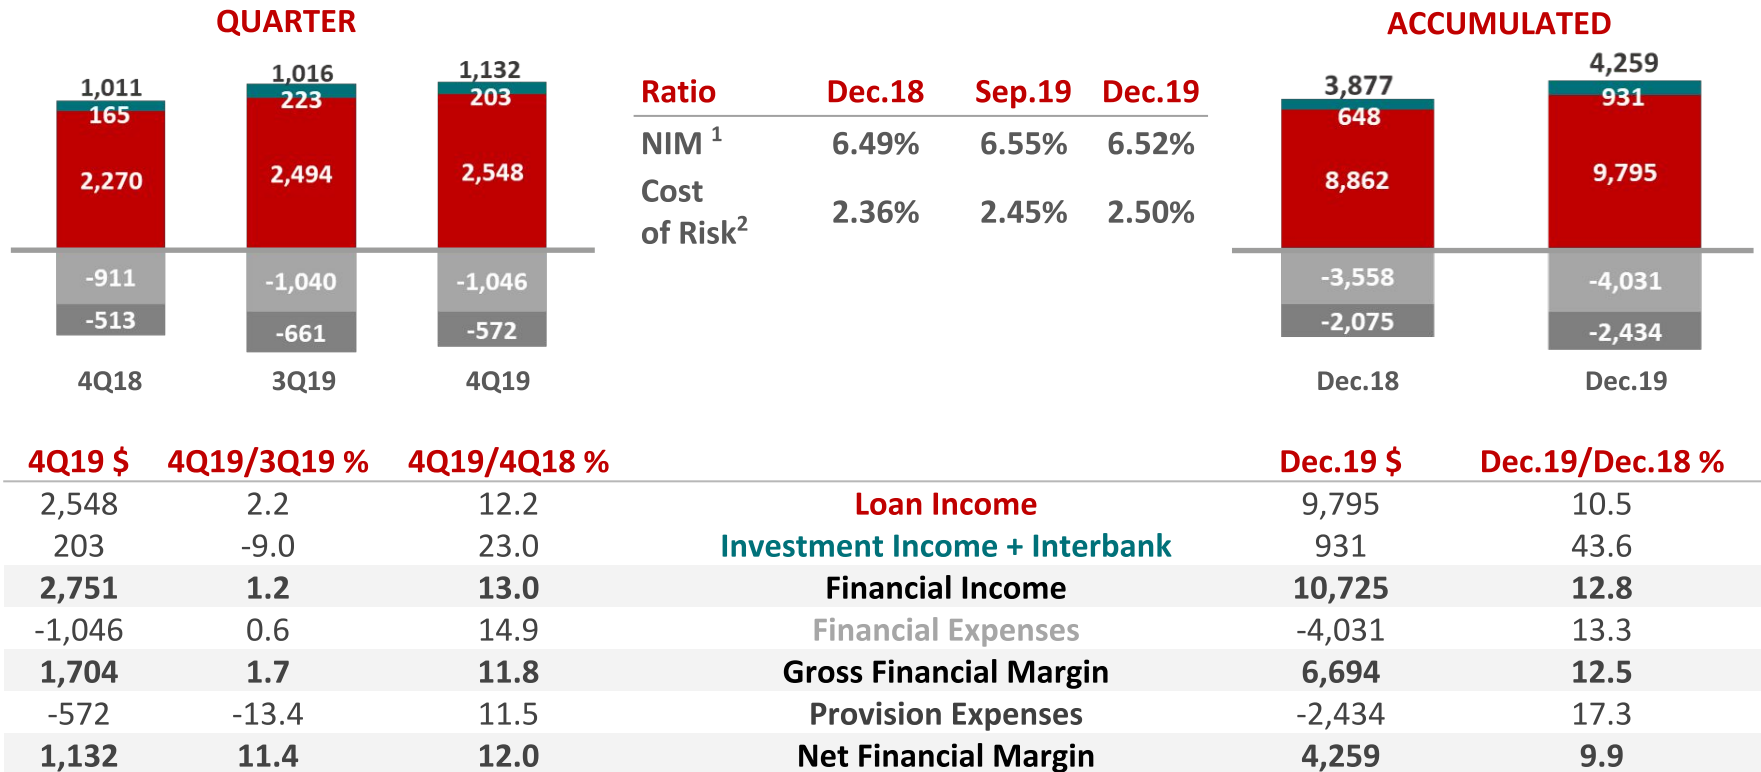 QUARTER
1,011 1,016 1,132
165 223 203
2,270 2,494 2,548
-911 -1,040 -1,046
-513 -661 -572
4Q18 3Q19 4Q19
Ratio Dec.18 Sep.19 Dec.19
NIM ¹ 6.49% 6.55% 6.52%
Cost
of Risk² 2.36% 2.45% 2.50%
ACCUMULATED
3,877 4,259
648 931
8,862 9,795
-3,558 -4,031
-2,075 -2,434
Dec.18 Dec.19
4Q19 $ 4Q19/3Q19 % 4Q19/4Q18 % Dec.19 $ Dec.19/Dec.18 %
2,548 2.2 12.2 Loan Income 9,795 10.5
203 -9.0 23.0 Investment Income + Interbank 931 43.6
2,751 1.2 13.0 Financial Income 10,725 12.8
-1,046 0.6 14.9 Financial Expenses -4,031 13.3
1,704 1.7 11.8 Gross Financial Margin 6,694 12.5
-572 -13.4 11.5 Provision Expenses -2,434 17.3
1,132 11.4 12.0 Net Financial Margin 4,259 9.9